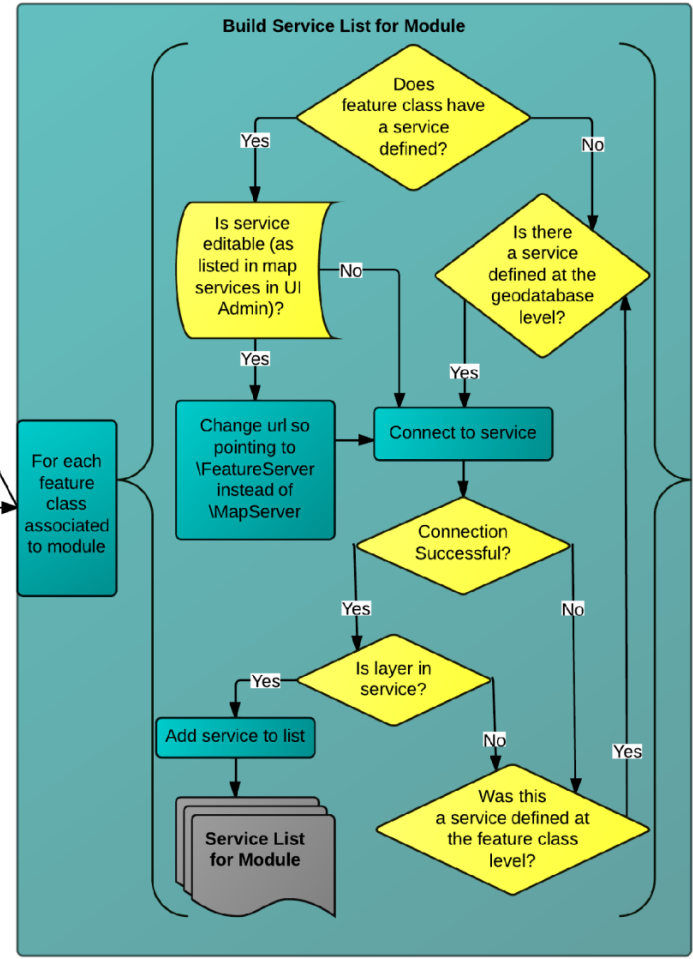 Build Service List for Module
Does
feature class have
a service
defined?
Yes
No
Is service
editable (as
listed in map
services in UI
Admin)?
No
Is there
a service
defined at the
geodatabase
level?
Yes
Yes
Change url so
pointing to
\FeatureServer
instead of
\MapServer
Connect to service
For each
feature
class
associated
to module
Connection
Successful?
Yes
No
Is layer in
service?
Yes
No
Add service to list
Yes
Was this
a service defined at
the feature class
level?
Service List
for Module